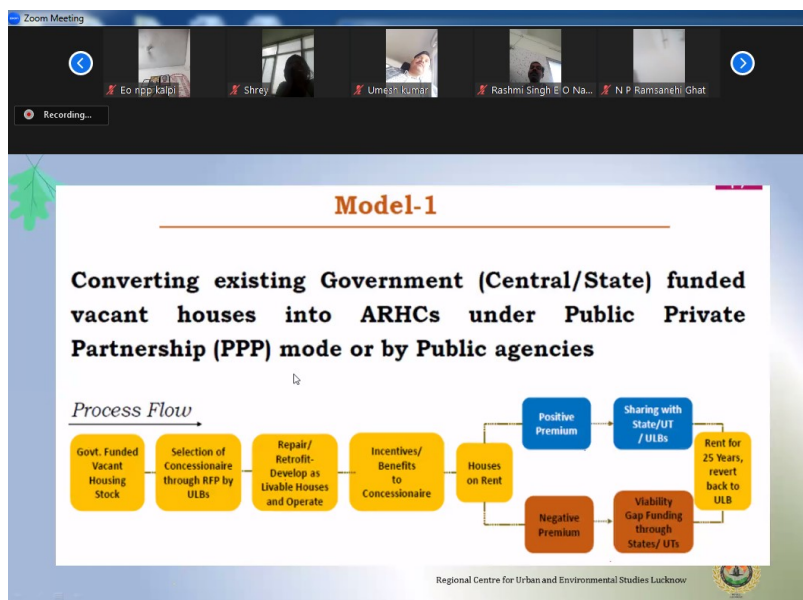 Zoom Meeting
Eo npp kalpi
Shrey
Umesh kumar
Rashmi Singh E O Na...
N P Ramsanehi Ghat
Recording...
Model-1
Converting existing Government (Central/State) funded
vacant houses into ARHCs under Public Private
Partnership (PPP) mode or by Public agencies
Process Flow
Govt. Funded
Vacant
Housing
Stock
Selection of
Concessionaire
through RFP by
ULBs
Repair/
Retrofit-
Develop as
Livable Houses
and Operate
Incentives/
Benefits
to
Concessionaire
Houses
on Rent
Positive
Premium
Sharing with
State/UT
/ ULBs
Negative
Premium
Viability
Gap Funding
through
States/ UTs
Rent for
25 Years,
revert
back to
ULB
Regional Centre for Urban and Environmental Studies Lucknow